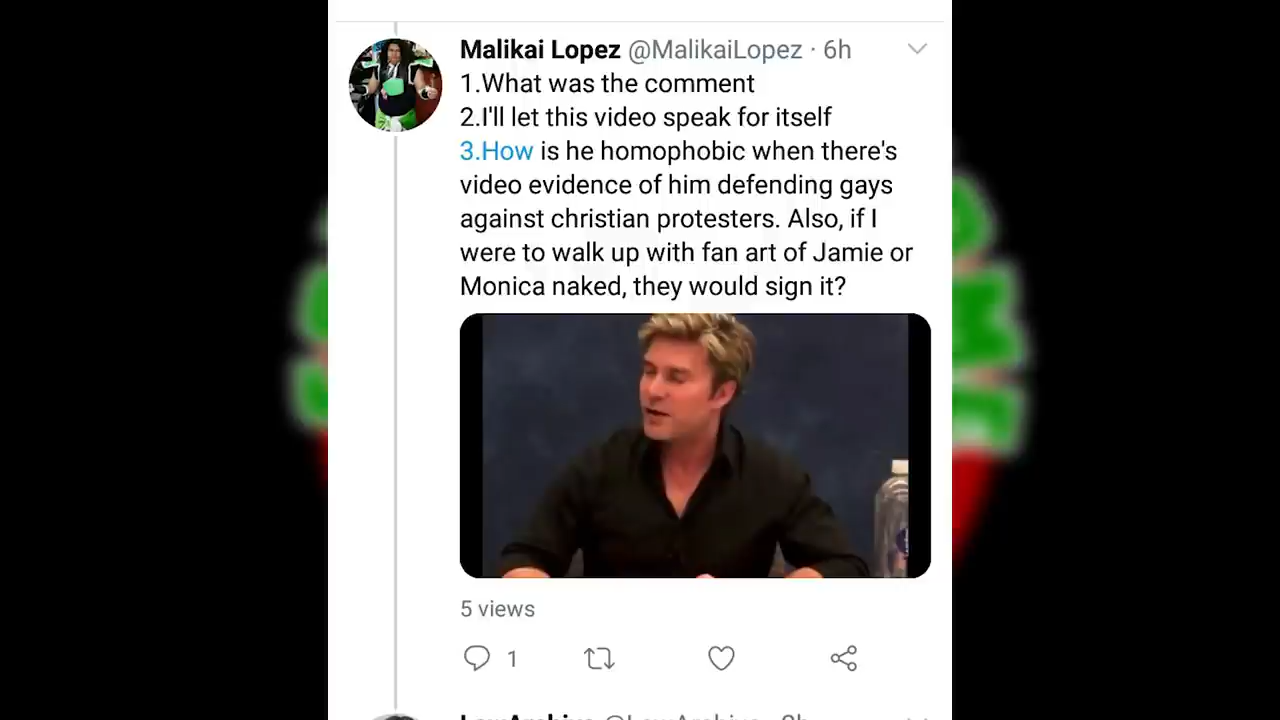 Malikai Lopez @MalikaiLopez · 6h
1.What was the comment
2.I'll let this video speak for itself
3.How is he homophobic when there's
video evidence of him defending gays
against christian protesters. Also, if I
were to walk up with fan art of Jamie or
Monica naked, they would sign it?
5 views
1